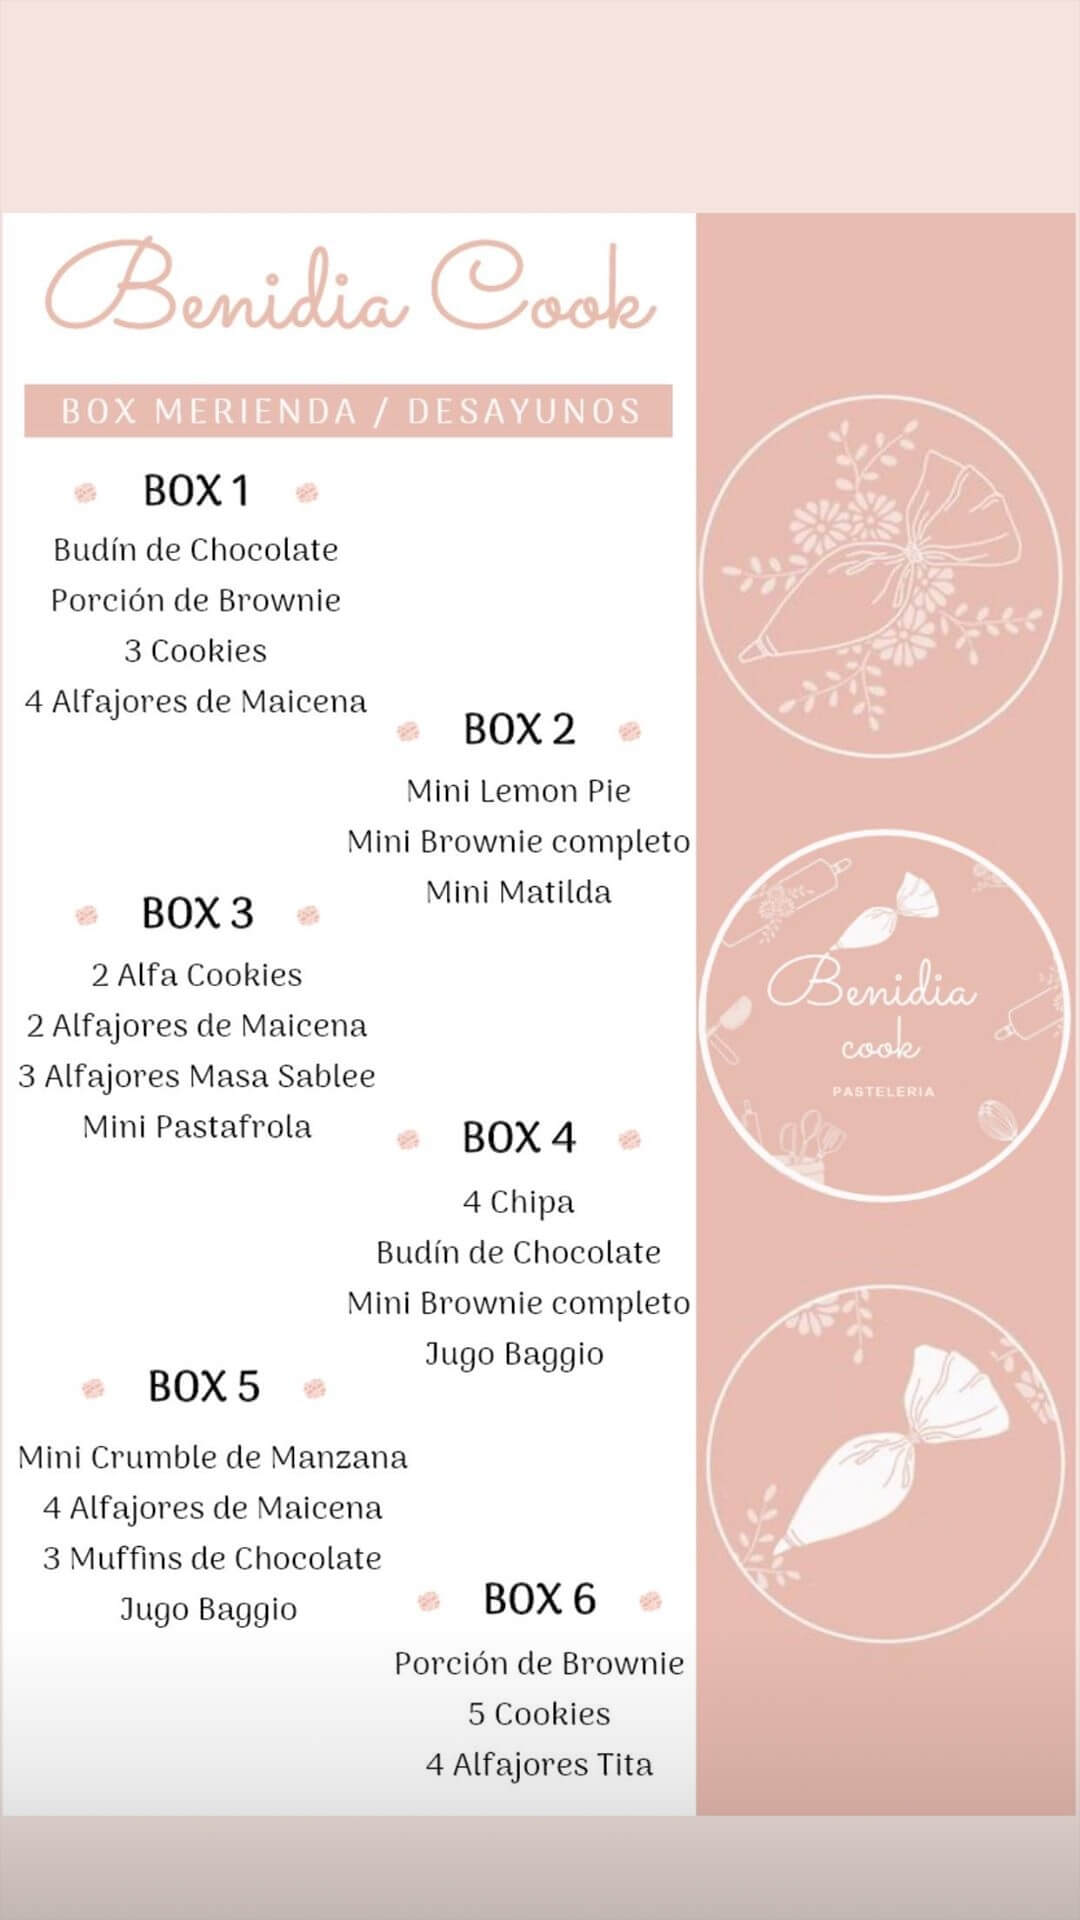 Benidia Cook
BOX MERIENDA / DESAYUNOS
BOX 1
Budín de Chocolate
Porción de Brownie
3 Cookies
4 Alfajores de Maicena
BOX 2
Mini Lemon Pie
Mini Brownie completo
Mini Matilda
BOX 3
2 Alfa Cookies
2 Alfajores de Maicena
3 Alfajores Masa Sablee
Mini Pastafrola
BOX 4
4 Chipa
Budín de Chocolate
Mini Brownie completo
Jugo Baggio
BOX 5
Mini Crumble de Manzana
4 Alfajores de Maicena
3 Muffins de Chocolate
Jugo Baggio
BOX 6
Porción de Brownie
5 Cookies
4 Alfajores Tita
Benidia
cook
PASTELERIA